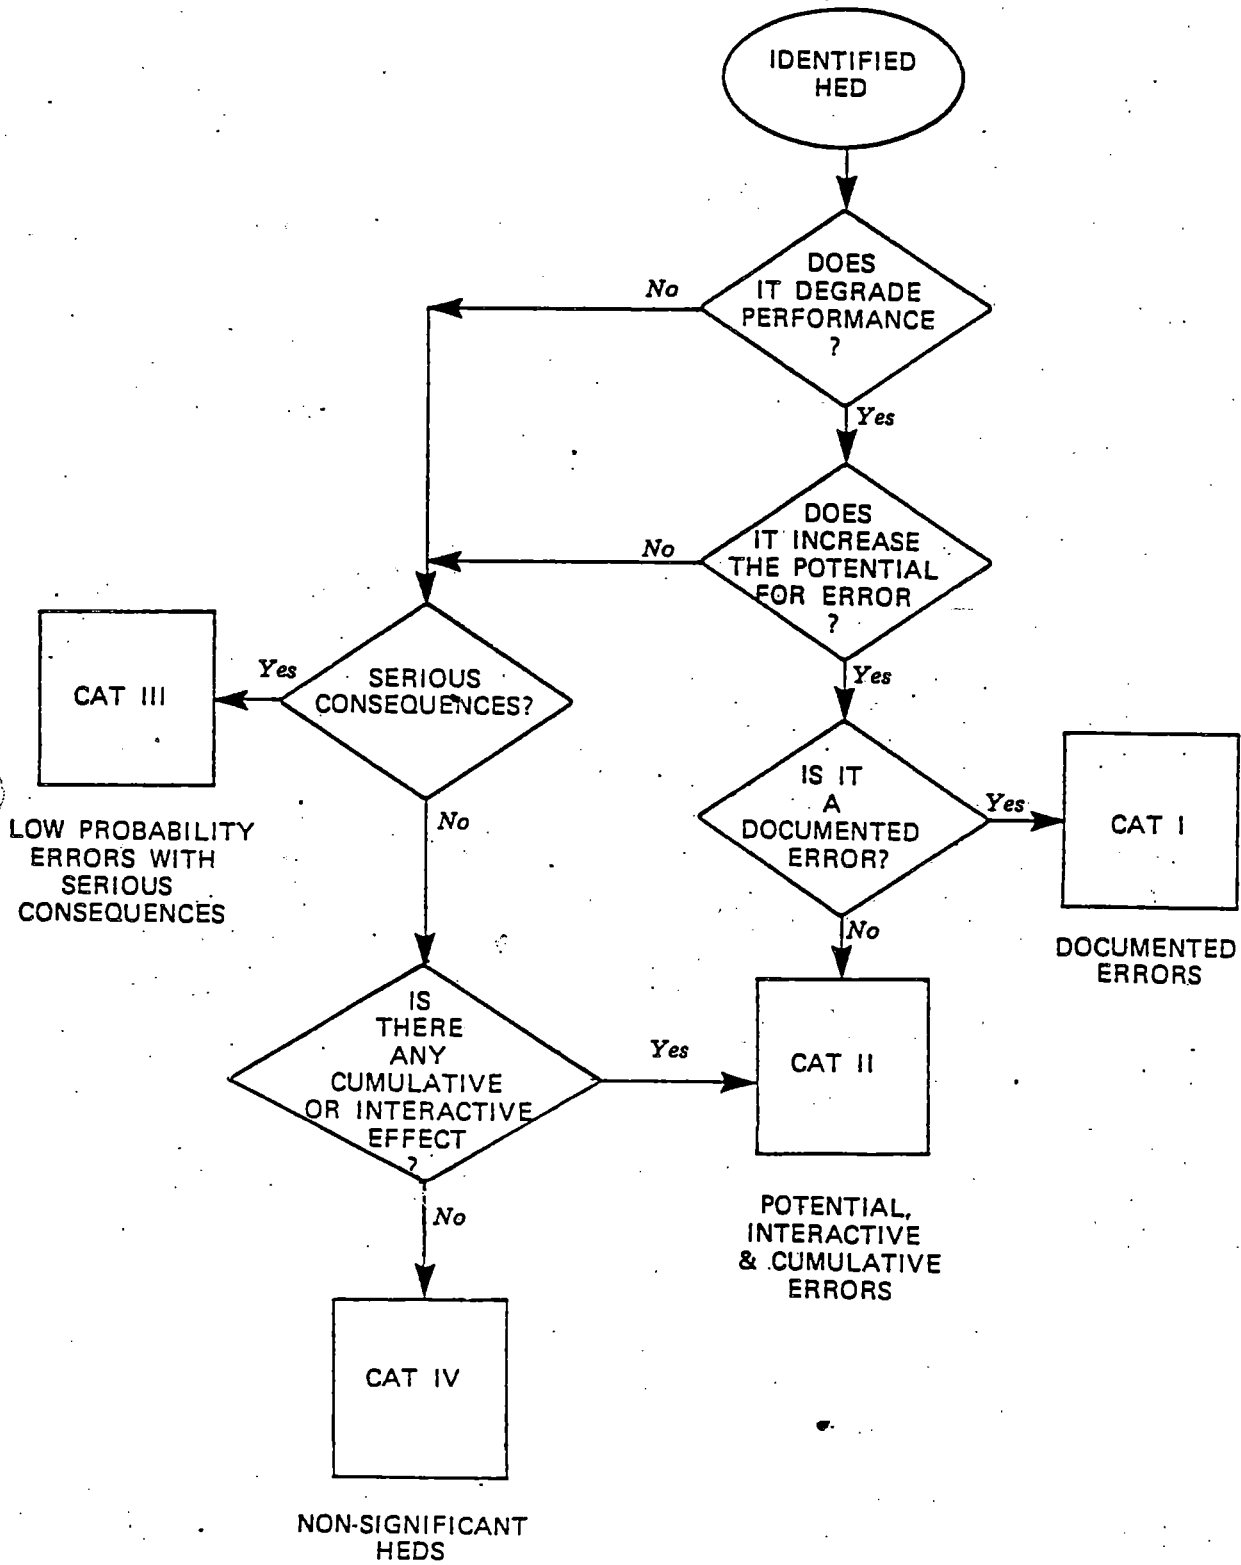 IDENTIFIED
HED
DOES
IT DEGRADE
PERFORMANCE
?
No
Yes
DOES
IT INCREASE
THE POTENTIAL
FOR ERROR
?
No
Yes
SERIOUS
CONSEQUENCES?
Yes
CAT III
LOW PROBABILITY
ERRORS WITH
SERIOUS
CONSEQUENCES
No
IS IT
A
DOCUMENTED
ERROR?
Yes
CAT I
DOCUMENTED
ERRORS
No
IS
THERE
ANY
CUMULATIVE
OR INTERACTIVE
EFFECT
?
Yes
CAT II
POTENTIAL,
INTERACTIVE
& CUMULATIVE
ERRORS
No
CAT IV
NON-SIGNIFICANT
HEDS